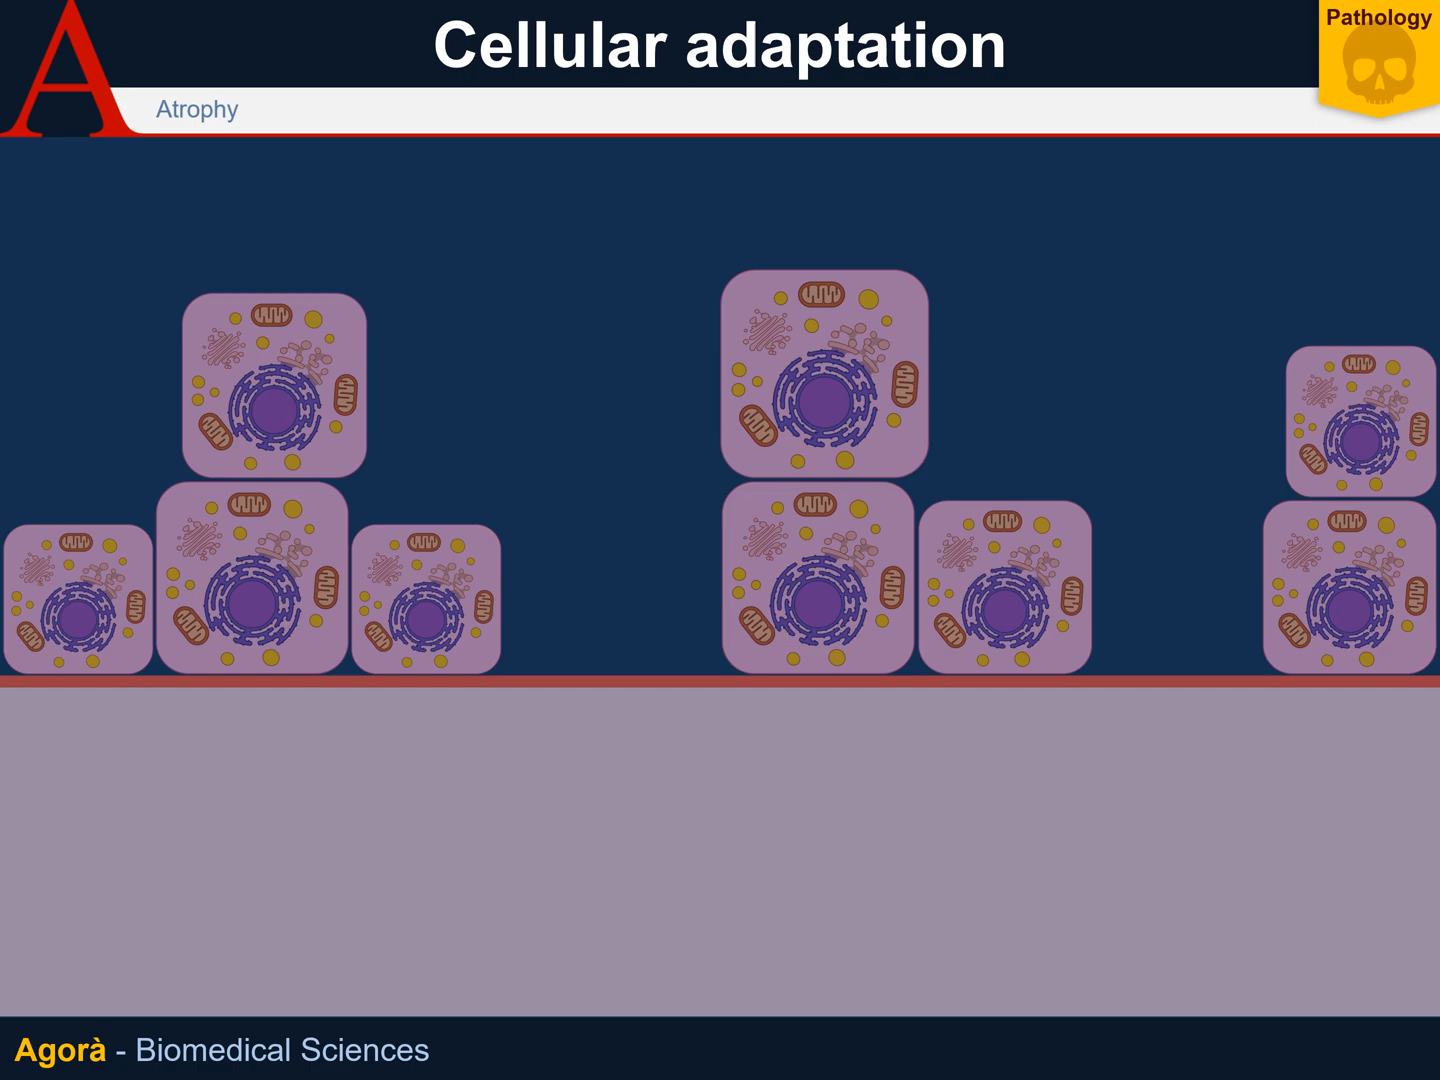 A
Cellular adaptation
Pathology
Atrophy
Agorà - Biomedical Sciences